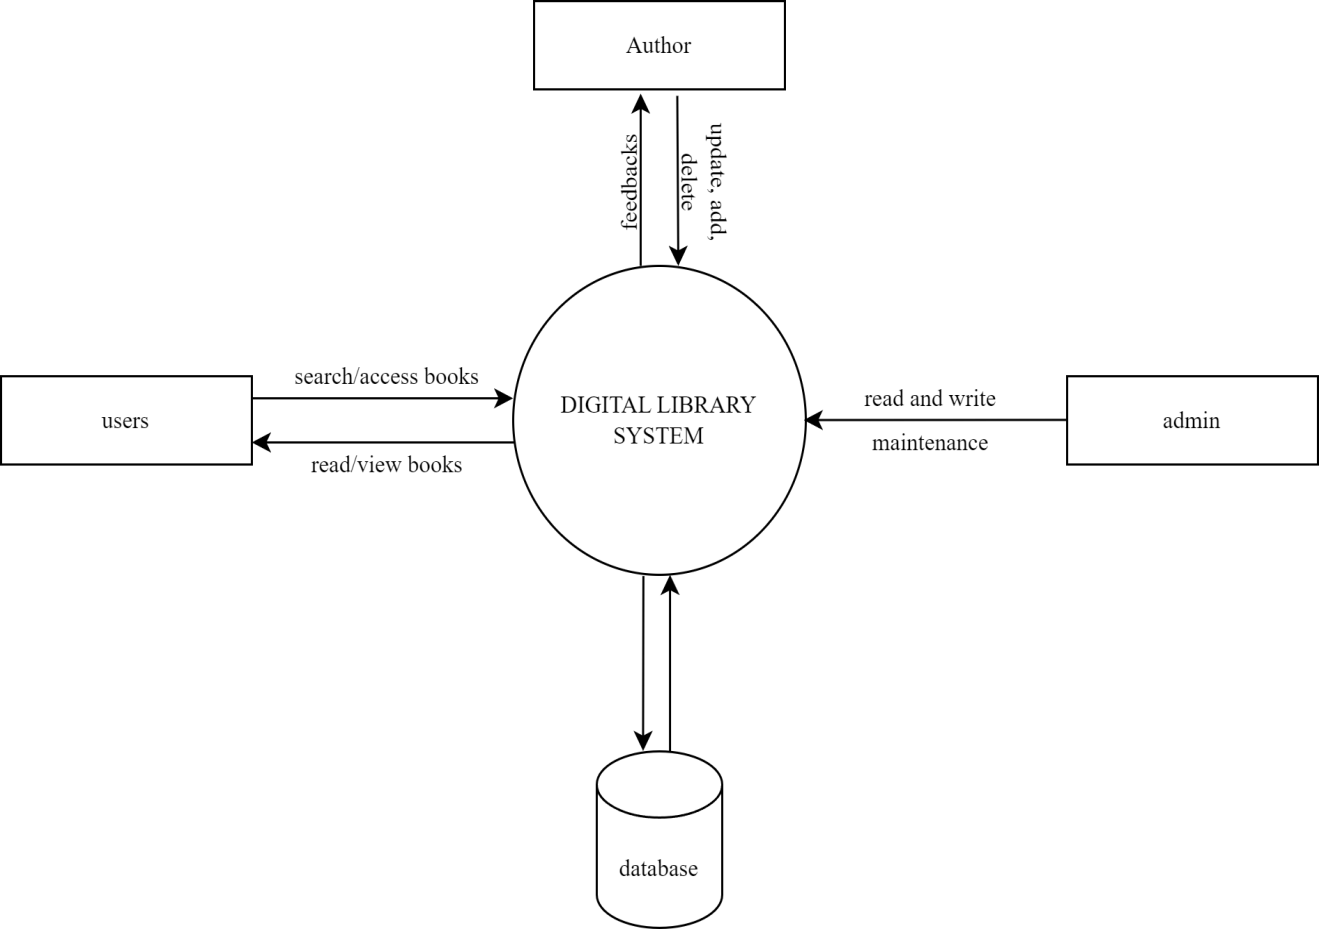 Author
feedbacks
update, add,
delete
search/access books
users
read/view books
DIGITAL LIBRARY
SYSTEM
read and write
maintenance
admin
database